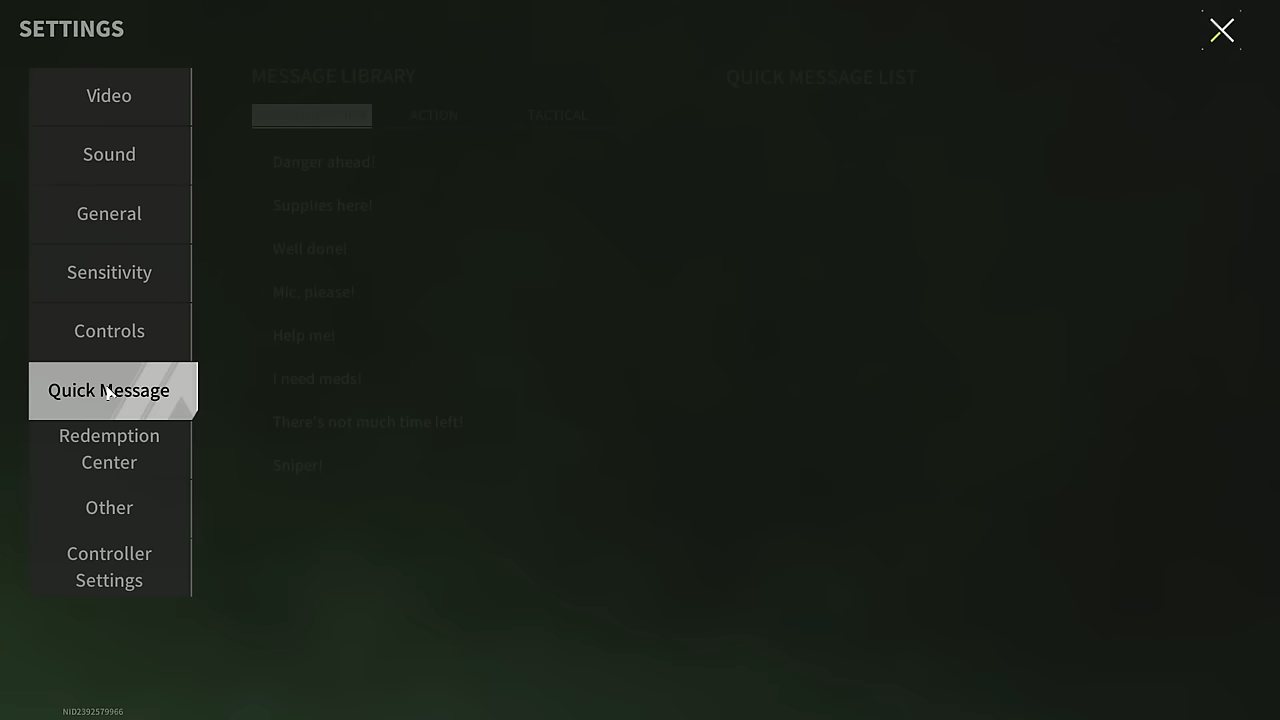 SETTINGS
Video
Sound
General
Sensitivity
Controls
Quick Message
Redemption
Center
Other
Controller
Settings
MESSAGE LIBRARY
ACTION
TACTICAL
Danger ahead!
Supplies here!
Well done!
Mic, please!
Help me!
I need meds!
There's not much time left!
Sniper!
QUICK MESSAGE LIST
NID2392579966